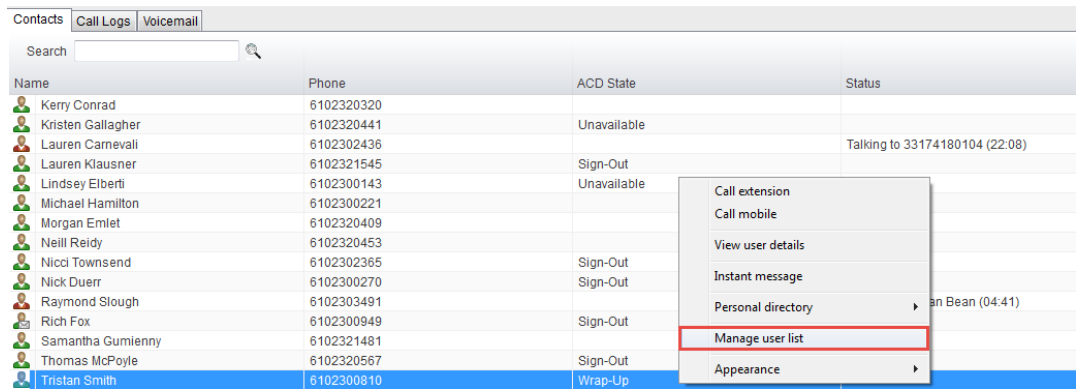 Contacts Call Logs Voicemail
Search
Name Phone ACD State Status
Kerry Conrad 6102320320
Kristen Gallagher 6102320441 Unavailable
Lauren Carnevali 6102302436 Talking to 33174180104 (22:08)
Lauren Klausner 6102321545 Sign-Out
Lindsey Elberti 6102300143 Unavailable
Michael Hamilton 6102300221
Morgan Emlet 6102320409
Neill Reidy 6102320453
Nicci Townsend 6102302365 Sign-Out
Nick Duerr 6102300270 Sign-Out
Raymond Slough 6102303491 an Bean (04:41)
Rich Fox 6102300949 Sign-Out
Samantha Gumienny 6102321481
Thomas McPoyle 6102320567 Sign-Out
Tristan Smith 6102300810 Wrap-Up
Call extension
Call mobile
View user details
Instant message
Personal directory
Manage user list
Appearance